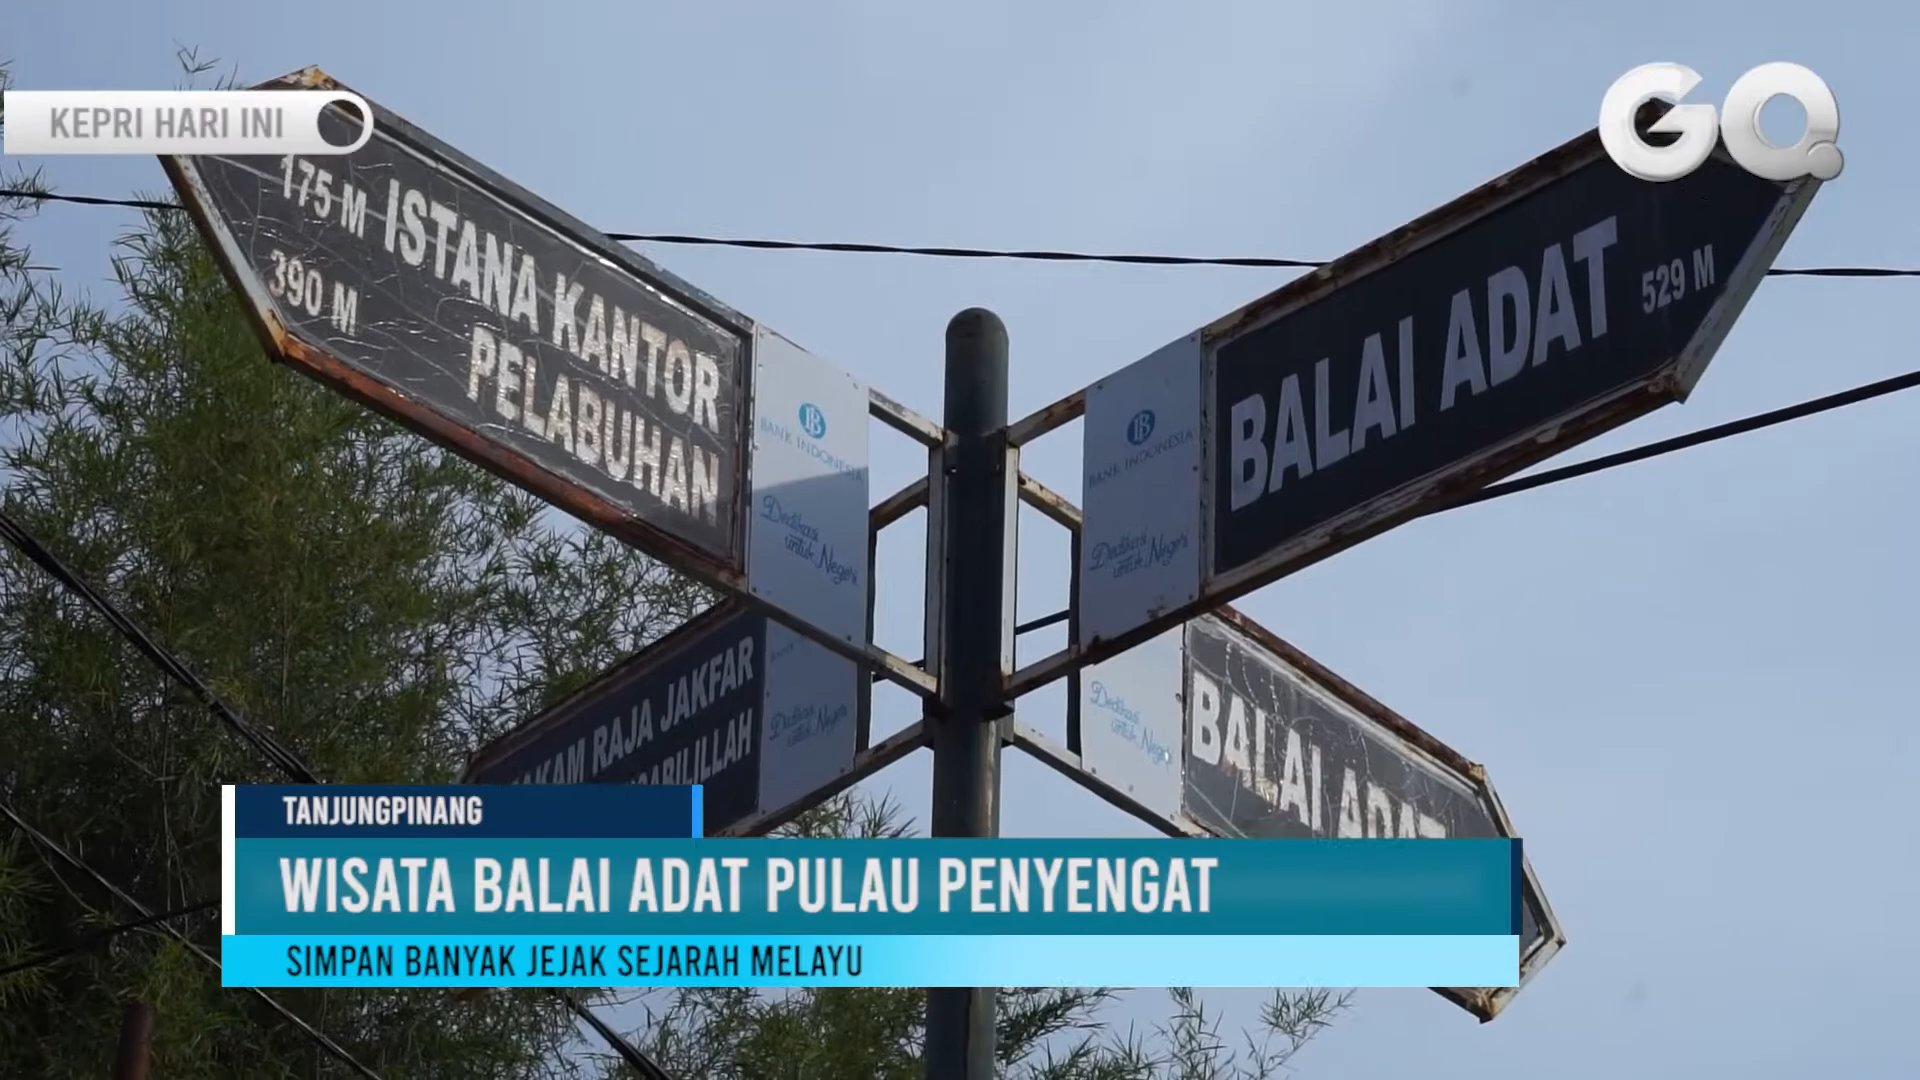 KEPRI HARI INI
GQ
175 M ISTANA KANTOR
390 M PELABUHAN
BANK INDONESIA
Dedikasi
untuk Negeri
BALAI ADAT 529 M
BANK INDONESIA
Dedikasi
untuk Negeri
RAJA JAKFAR
Dedikasi
untuk Negeri
Dedikasi
untuk Negeri
BALAI ADAT
TANJUNGPINANG
WISATA BALAI ADAT PULAU PENYENGAT
SIMPAN BANYAK JEJAK SEJARAH MELAYU